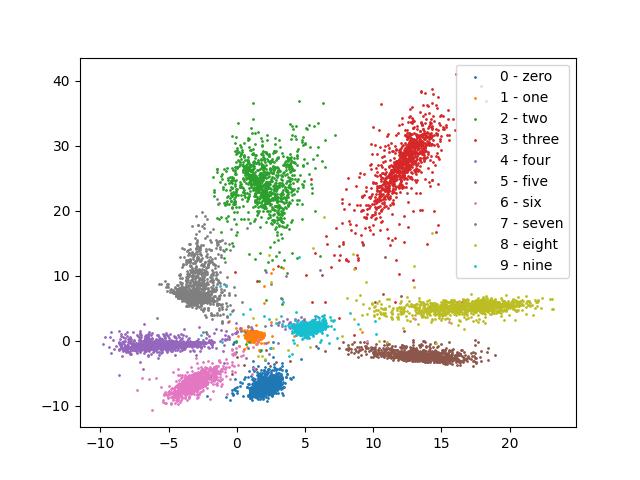 40
30
20
10
0
−10
−10
−5
0
5
10
15
20
0 - zero
1 - one
2 - two
3 - three
4 - four
5 - five
6 - six
7 - seven
8 - eight
9 - nine